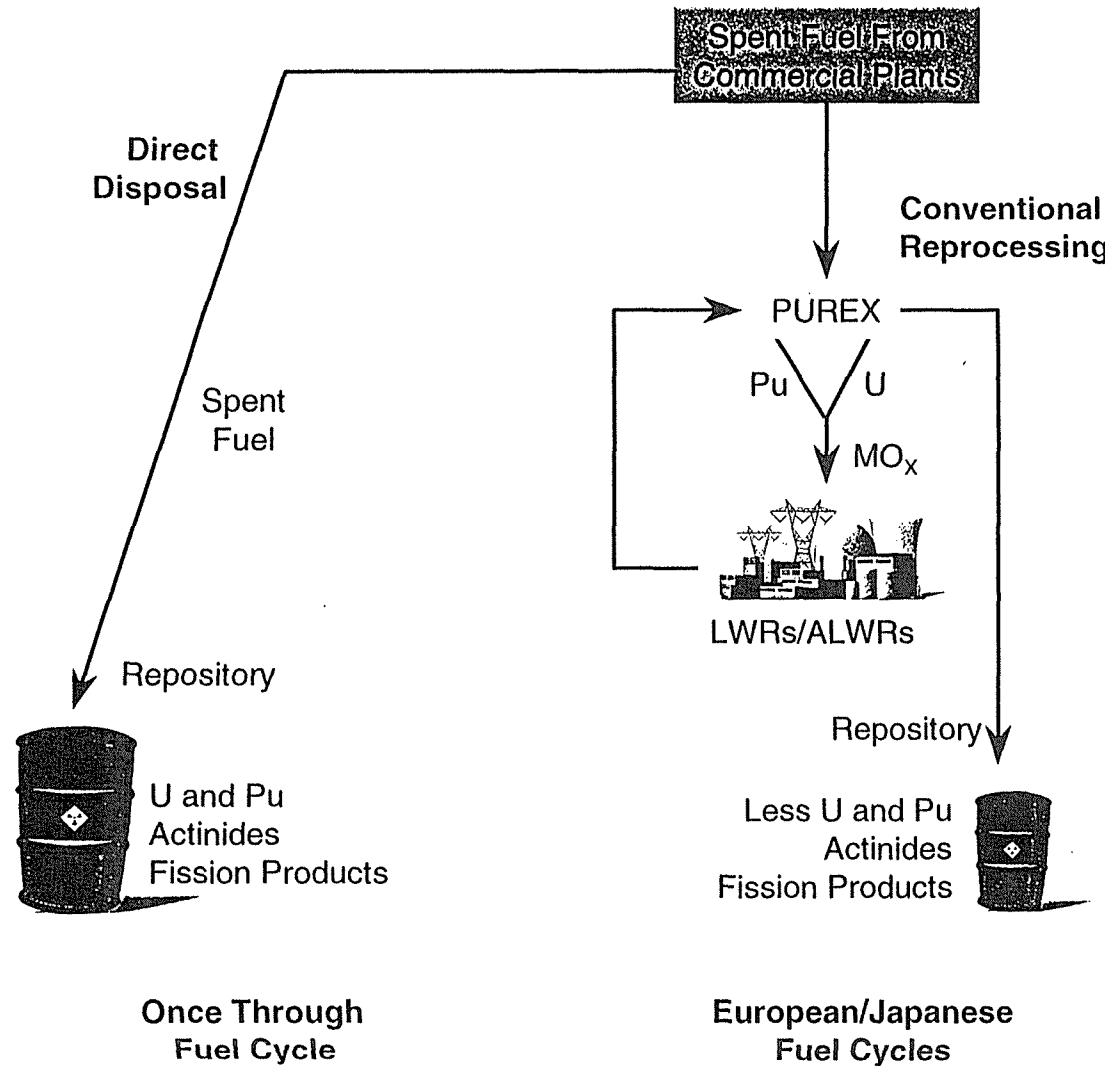 Spent Fuel From
Commercial Plants
Direct
Disposal
Conventional
Reprocessing
PUREX
Pu
U
Spent
Fuel
MOX
LWRs/ALWRs
Repository
Repository
U and Pu
Actinides
Fission Products
Less U and Pu
Actinides
Fission Products
Once Through
Fuel Cycle
European/Japanese
Fuel Cycles